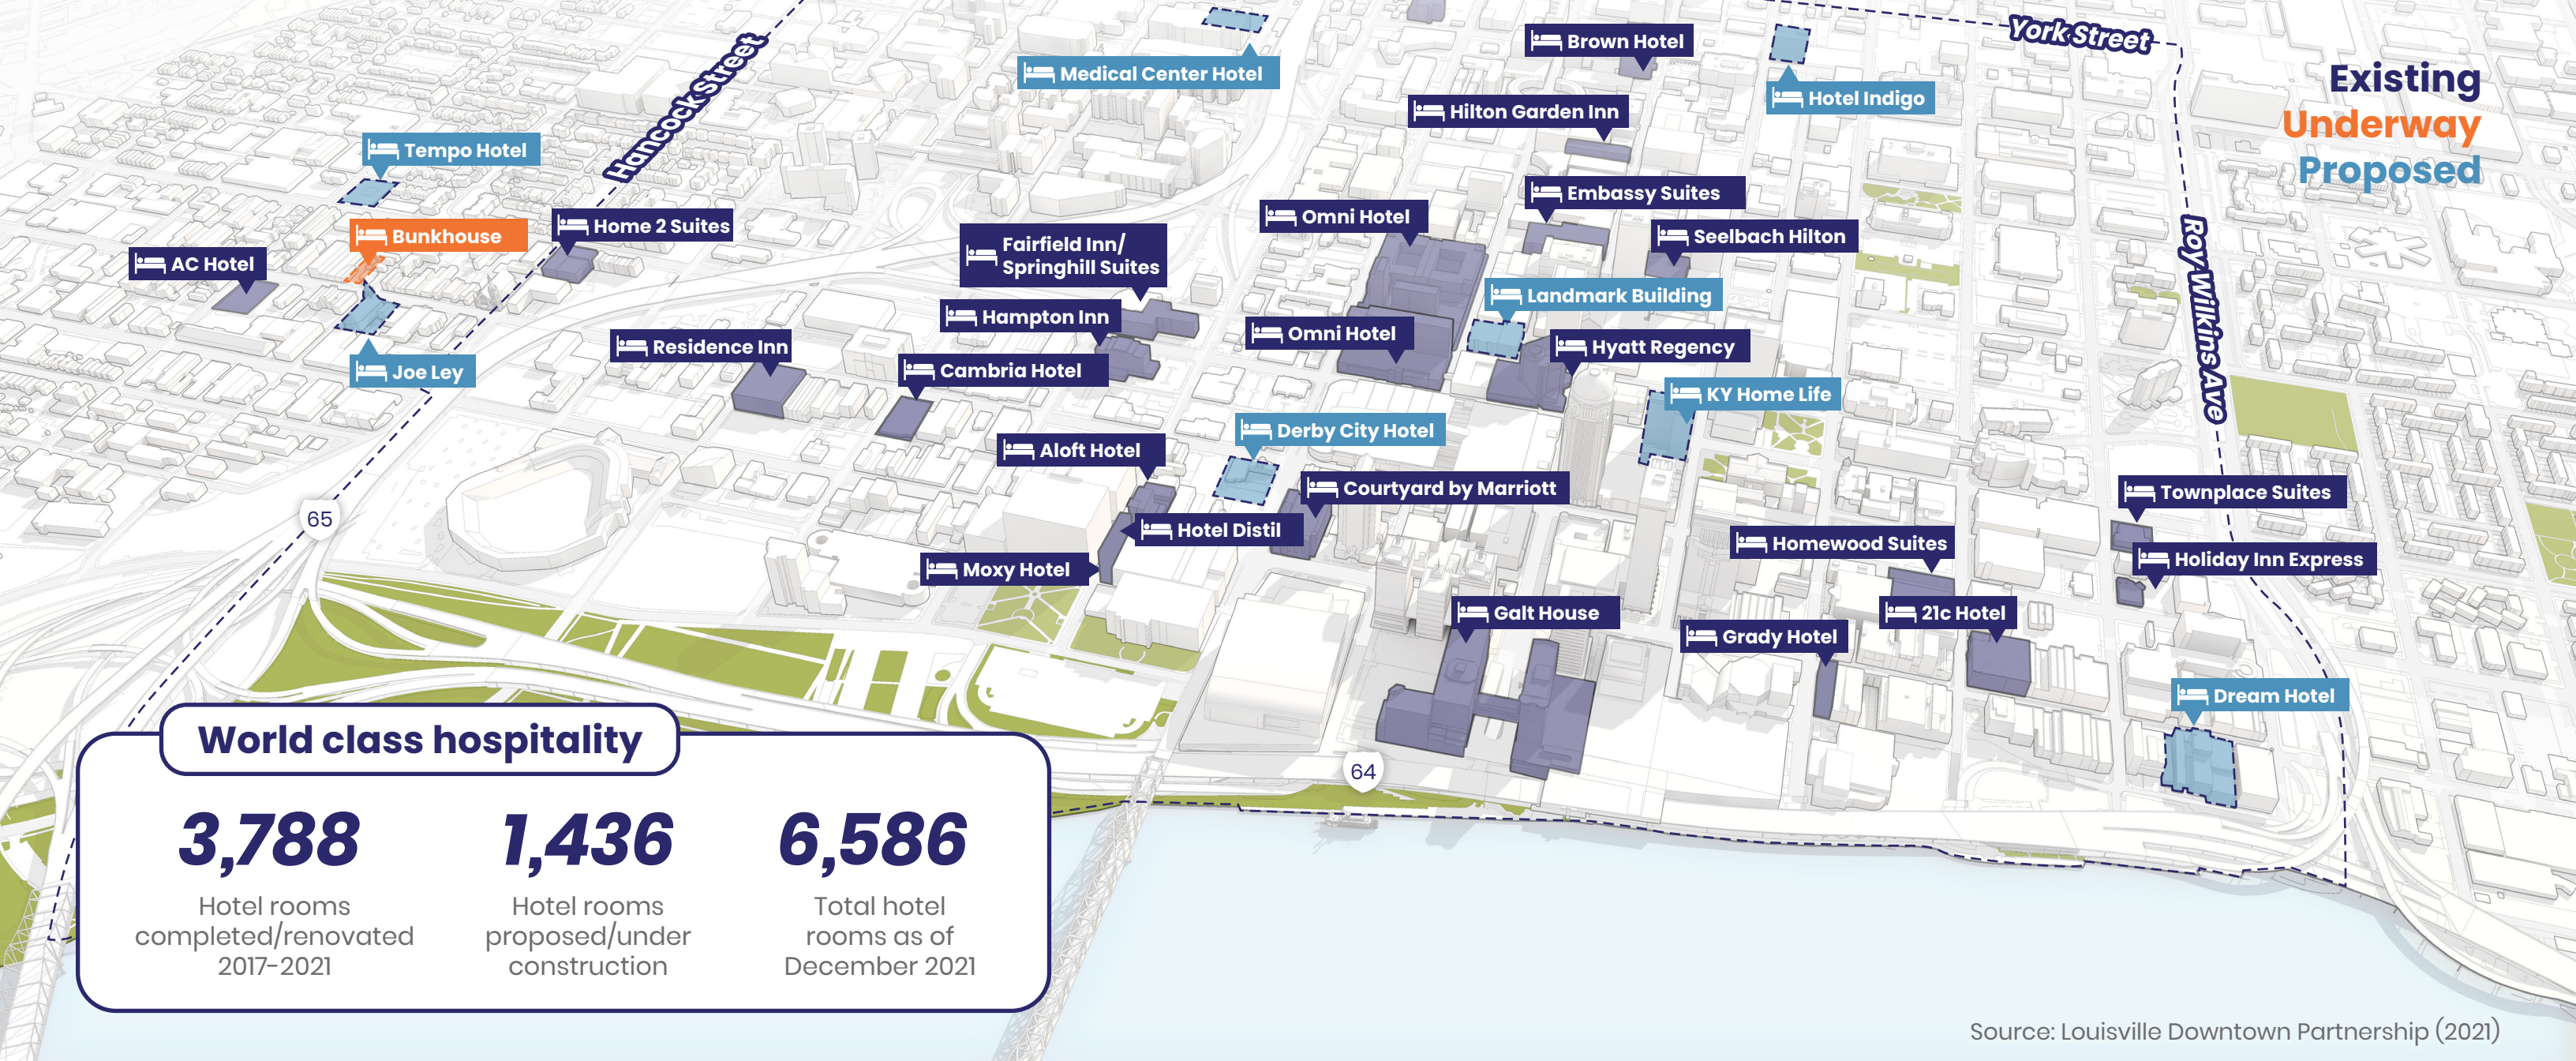 York Street
Hancock Street
Roy Wilkins Ave
Existing
Underway
Proposed
Brown Hotel
Medical Center Hotel
Hotel Indigo
Hilton Garden Inn
Tempo Hotel
Embassy Suites
Omni Hotel
Home 2 Suites
Bunkhouse
Seelbach Hilton
Fairfield Inn/
Springhill Suites
AC Hotel
Landmark Building
Hampton Inn
Omni Hotel
Residence Inn
Hyatt Regency
Cambria Hotel
Joe Ley
KY Home Life
Derby City Hotel
Aloft Hotel
Courtyard by Marriott
Townplace Suites
65
Hotel Distil
Homewood Suites
Holiday Inn Express
Moxy Hotel
Galt House
21c Hotel
Grady Hotel
Dream Hotel
64
World class hospitality
3,788
Hotel rooms
completed/renovated
2017-2021
1,436
Hotel rooms
proposed/under
construction
6,586
Total hotel
rooms as of
December 2021
Source: Louisville Downtown Partnership (2021)